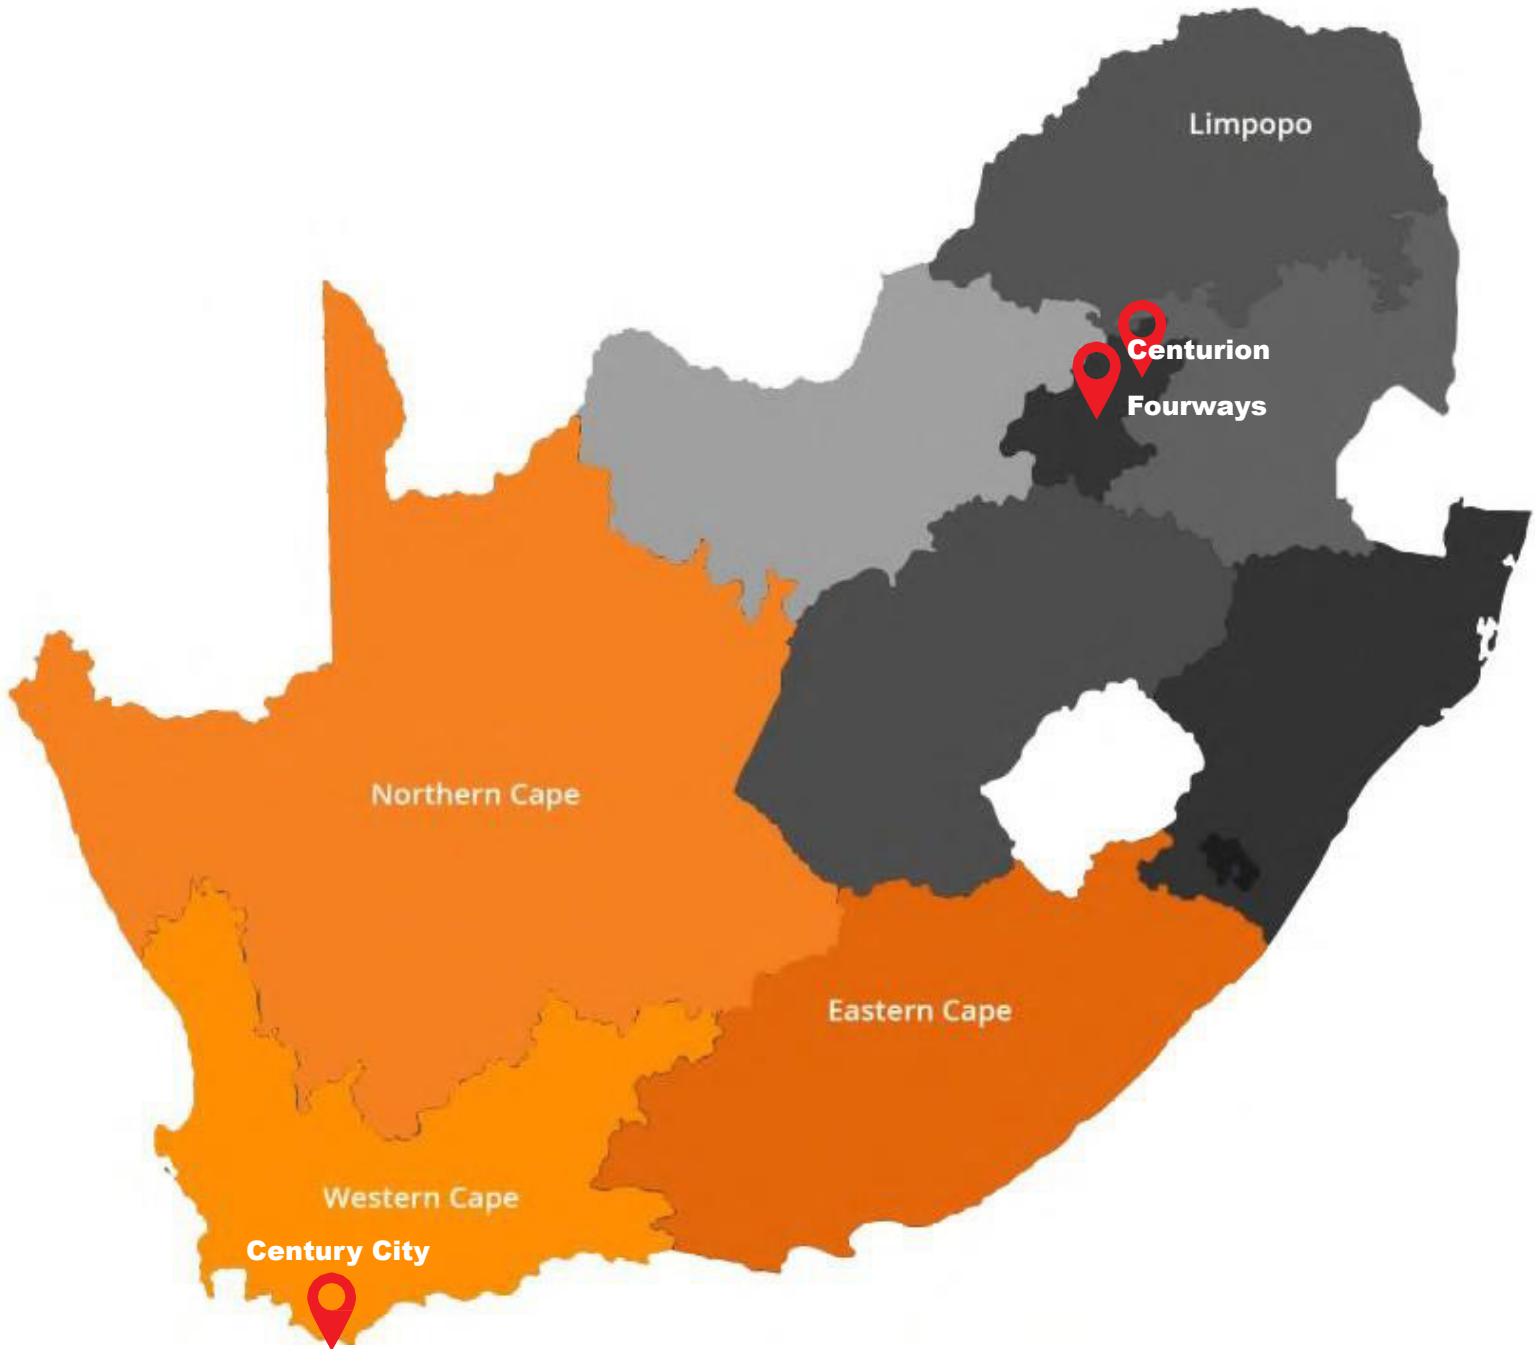 Limpopo
Centurion
Fourways
Northern Cape
Eastern Cape
Western Cape
Century City